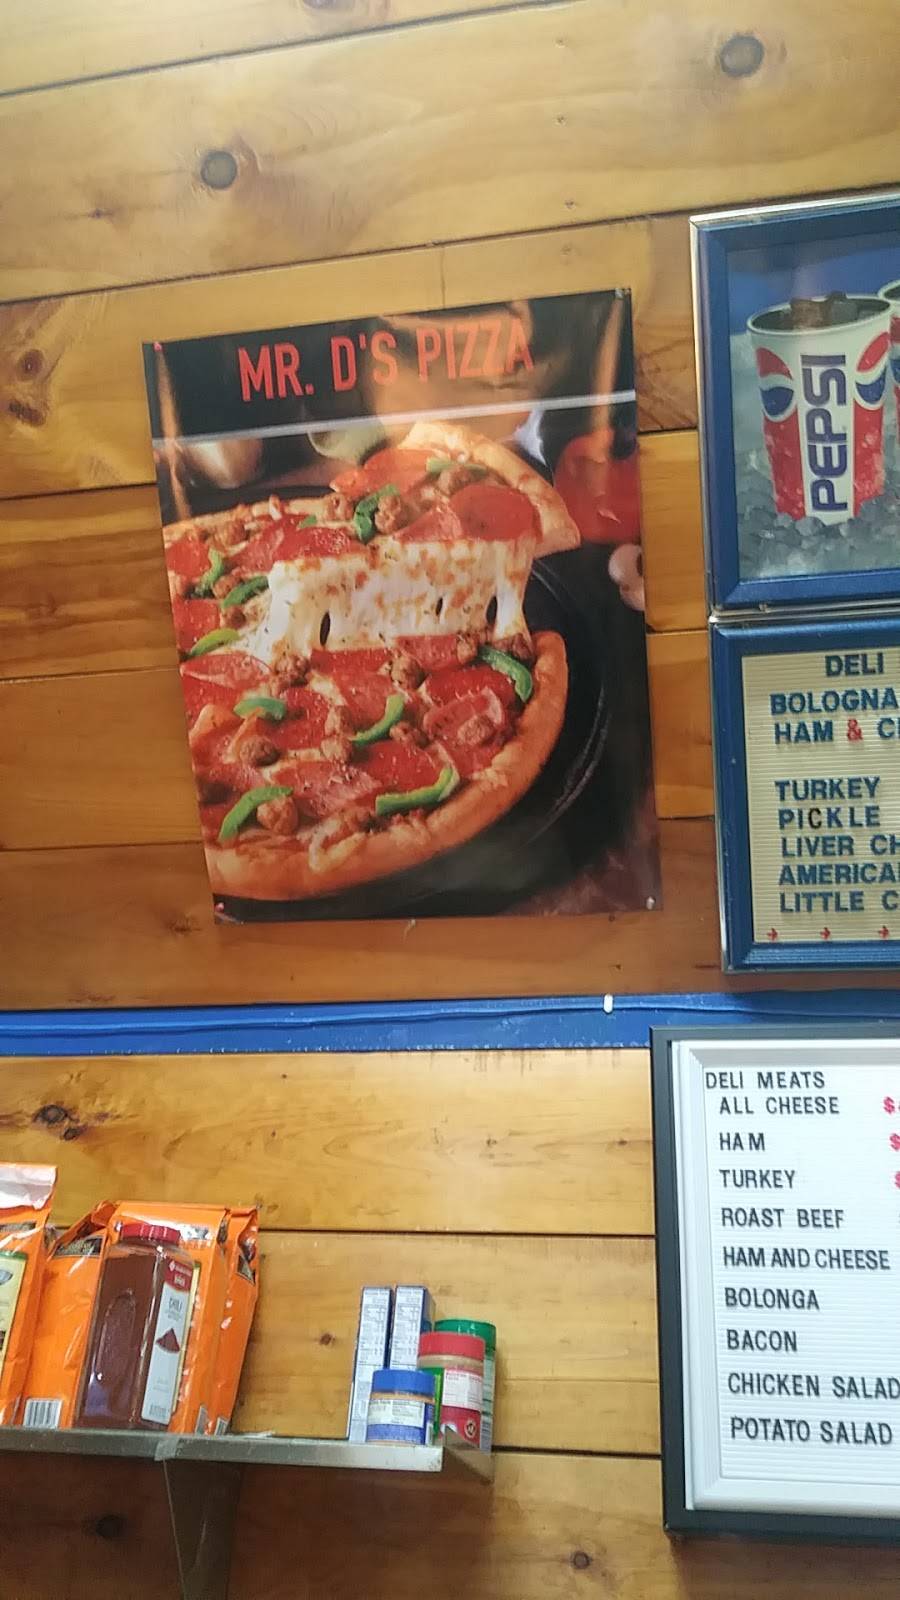 MR. D'S PIZZA
PEPSI
DELI
BOLOGNA
HAM &
TURKEY
PICKLE
LIVER
LITTLE
DELI MEATS
ALL CHEESE $
HAM $
TURKEY $
ROAST BEEF
HAM AND CHEESE
BOLONGA
BACON
CHICKEN SALAD
POTATO SALAD
CHILI